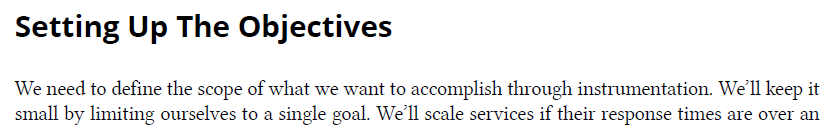 Setting Up The Objectives
We need to define the scope of what we want to accomplish through instrumentation. We’ll keep it
small by limiting ourselves to a single goal. We’ll scale services if their response times are over an